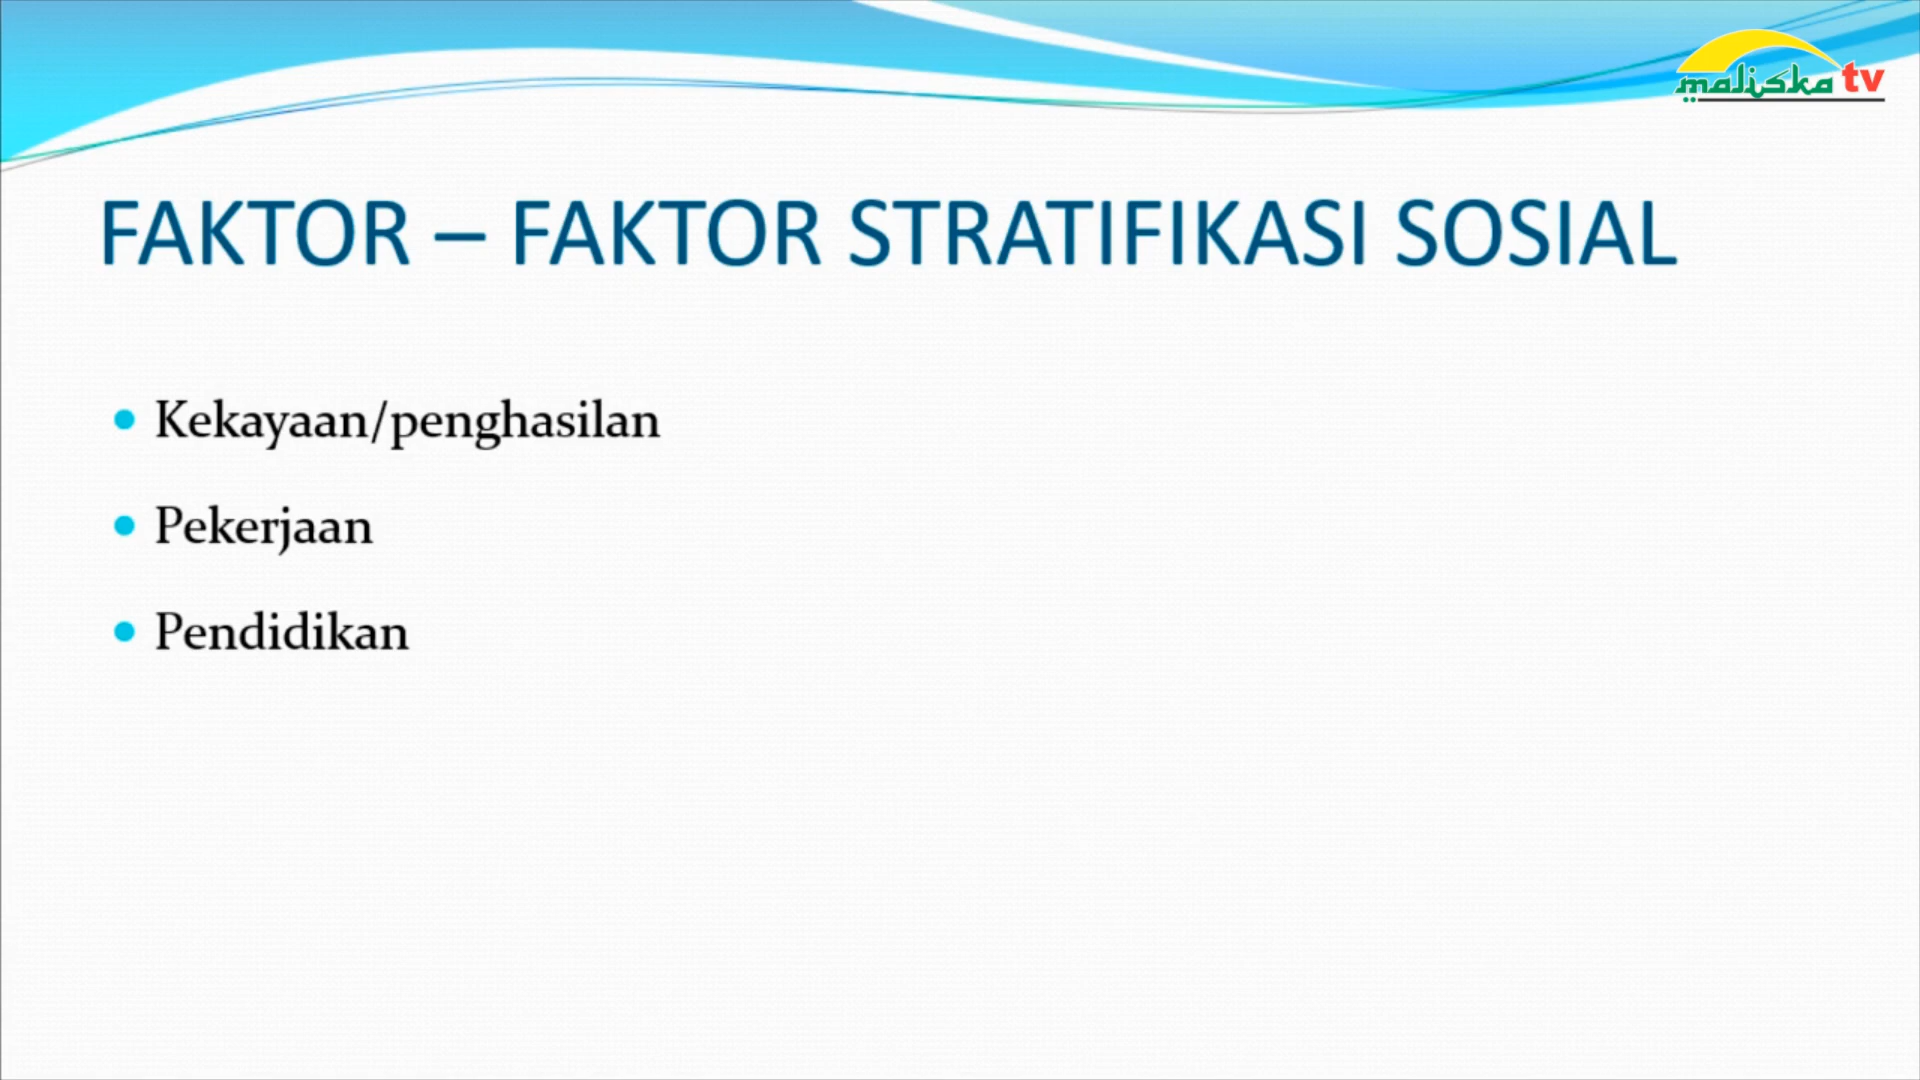 maliska tv
FAKTOR – FAKTOR STRATIFIKASI SOSIAL
Kekayaan/penghasilan
Pekerjaan
Pendidikan